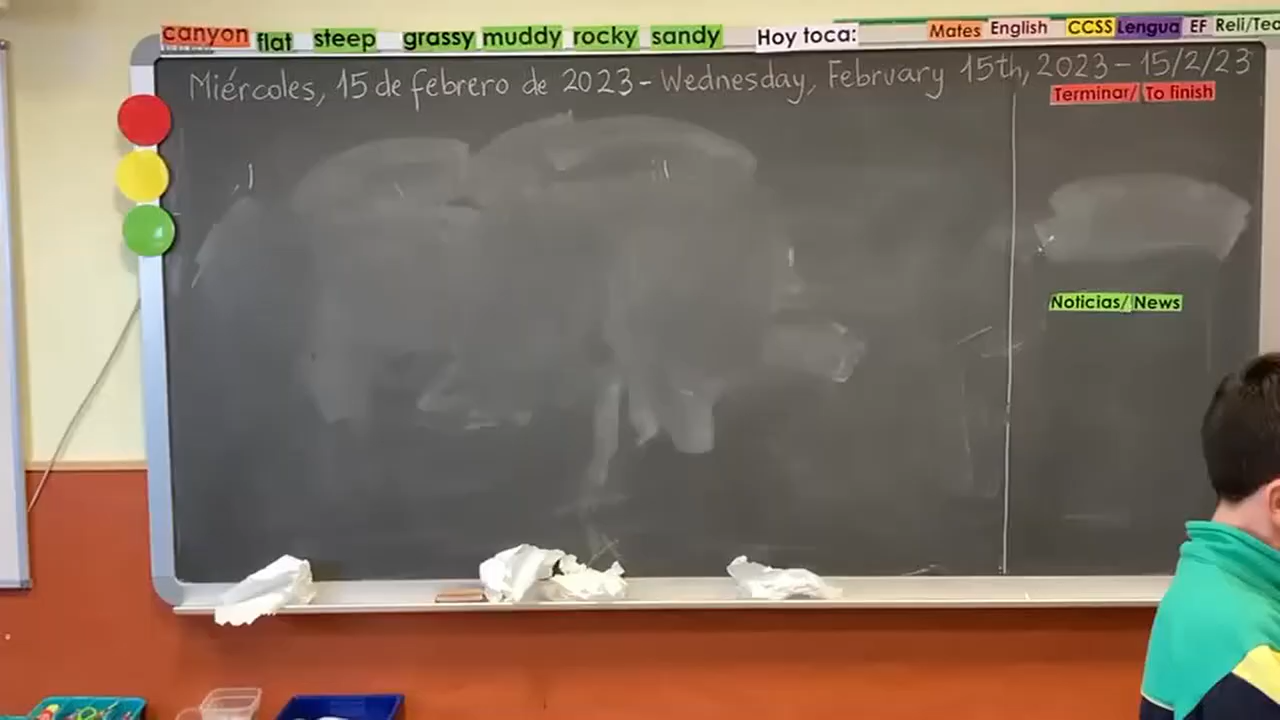 canyon flat steep grassy muddy rocky sandy Hoy toca: Mates English CCSS Lengua EF
Miércoles, 15 de febrero de 2023 - Wednesday, February 15th, 2023 - 15/2/23
Terminar/ To finish
Noticias/ News